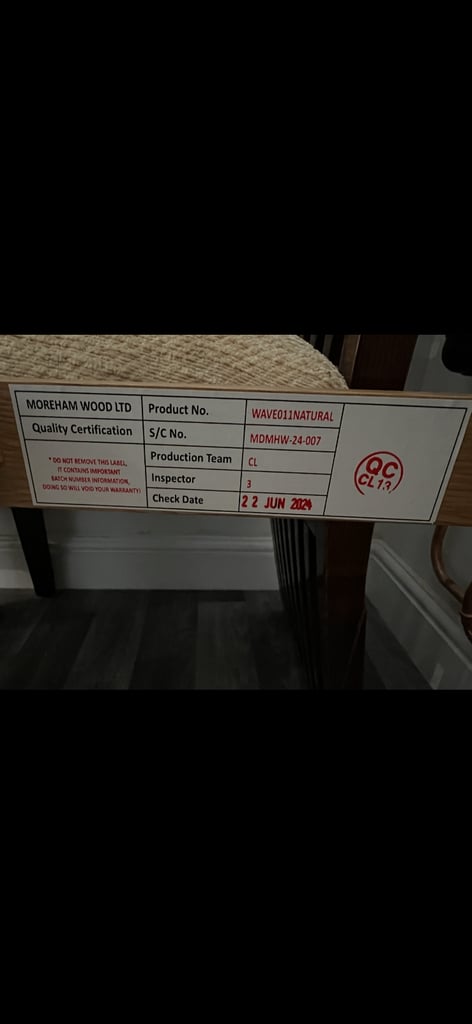 MOREHAM WOOD LTD
Quality Certification
* DO NOT REMOVE THIS LABEL,
IT CONTAINS IMPORTANT
BATCH NUMBER INFORMATION,
DOING SO WILL VOID YOUR WARRANTY!
Product No. WAVE011NATURAL
S/C No. MDMHW-24-007
Production Team CL
Inspector 3
Check Date 22 JUN 2024
QC
CL13